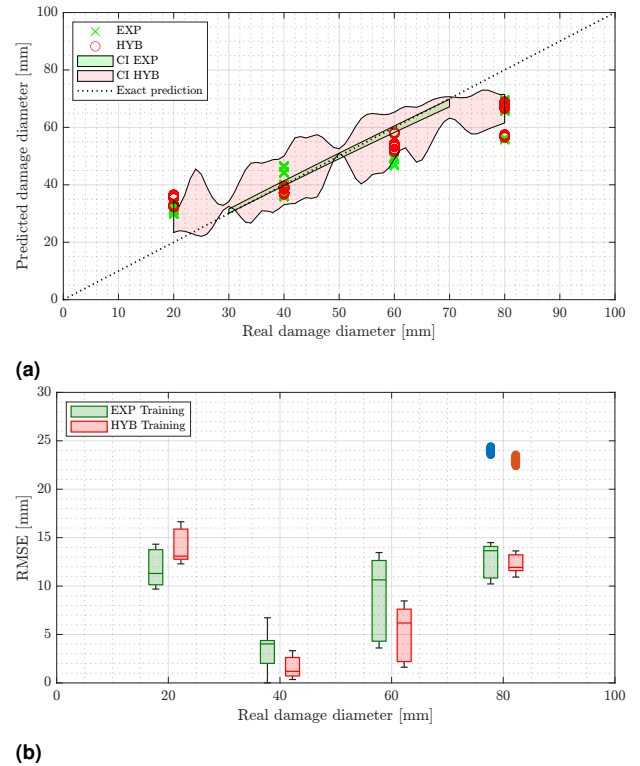 100
80
60
40
20
0
Predicted damage diameter [mm]
EXP
HYB
CI EXP
CI HYB
Exact prediction
0 10 20 30 40 50 60 70 80 90 100
Real damage diameter [mm]
(a)
30
25
20
15
10
5
0
RMSE [mm]
EXP Training
HYB Training
0 20 40 60 80 100
Real damage diameter [mm]
(b)